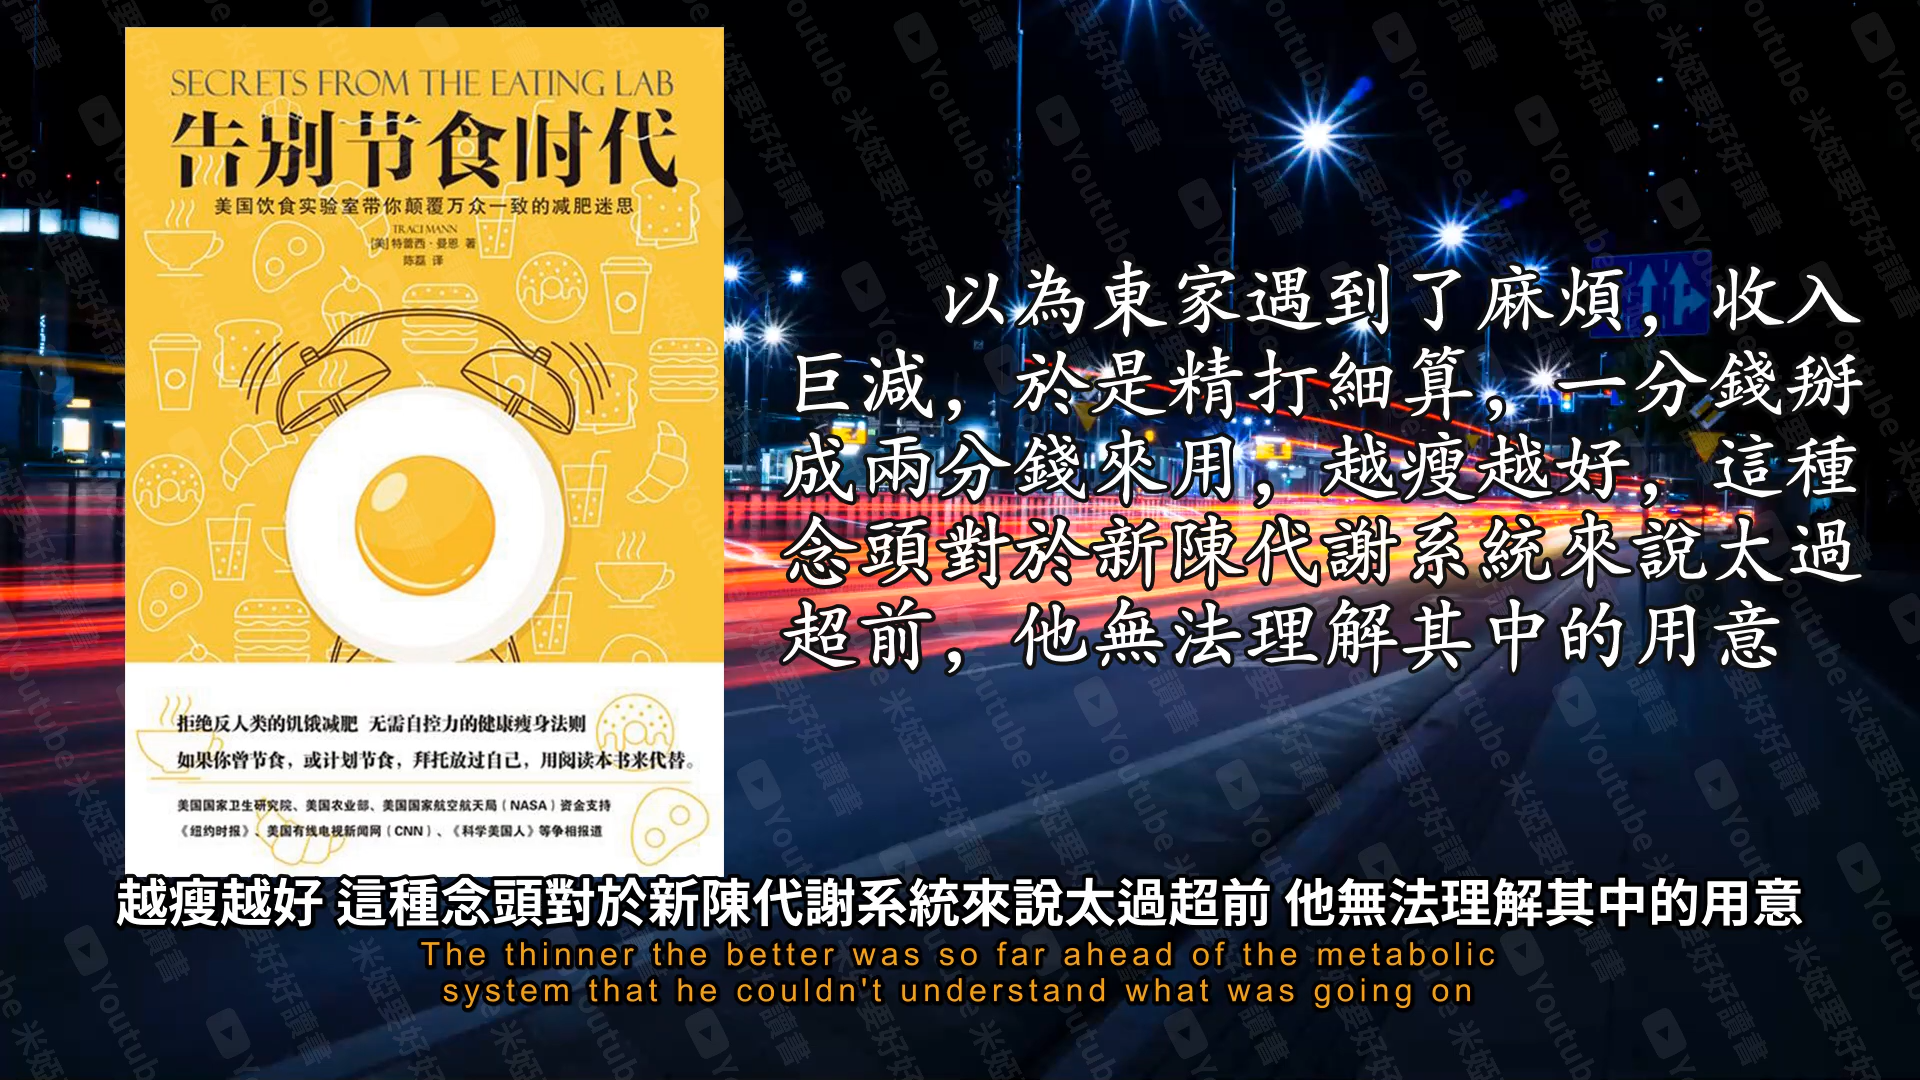 SECRETS FROM THE EATING LAB
告别节食时代
美国饮食实验室带你颠覆万众一致的减肥迷思
TRACI MANN
[美] 特蕾西·曼恩 著
陈磊 译
拒绝反人类的饥饿减肥 无需自控力的健康瘦身法则
如果你曾节食，或计划节食，拜托放过自己，用阅读本书来代替。
美国国家卫生研究院、美国农业部、美国国家航空航天局（NASA）资金支持
《纽约时报》、美国有线电视新闻网（CNN）、《科学美国人》等争相报道
以為東家遇到了麻煩，收入
巨減，於是精打細算，一分錢掰
成兩分錢來用，越瘦越好，這種
念頭對於新陳代謝系統來說太過
超前，他無法理解其中的用意
越瘦越好 這種念頭對於新陳代謝系統來說太過超前 他無法理解其中的用意
The thinner the better was so far ahead of the metabolic
system that he couldn't understand what was going on
Youtube 米婭要好好讀書